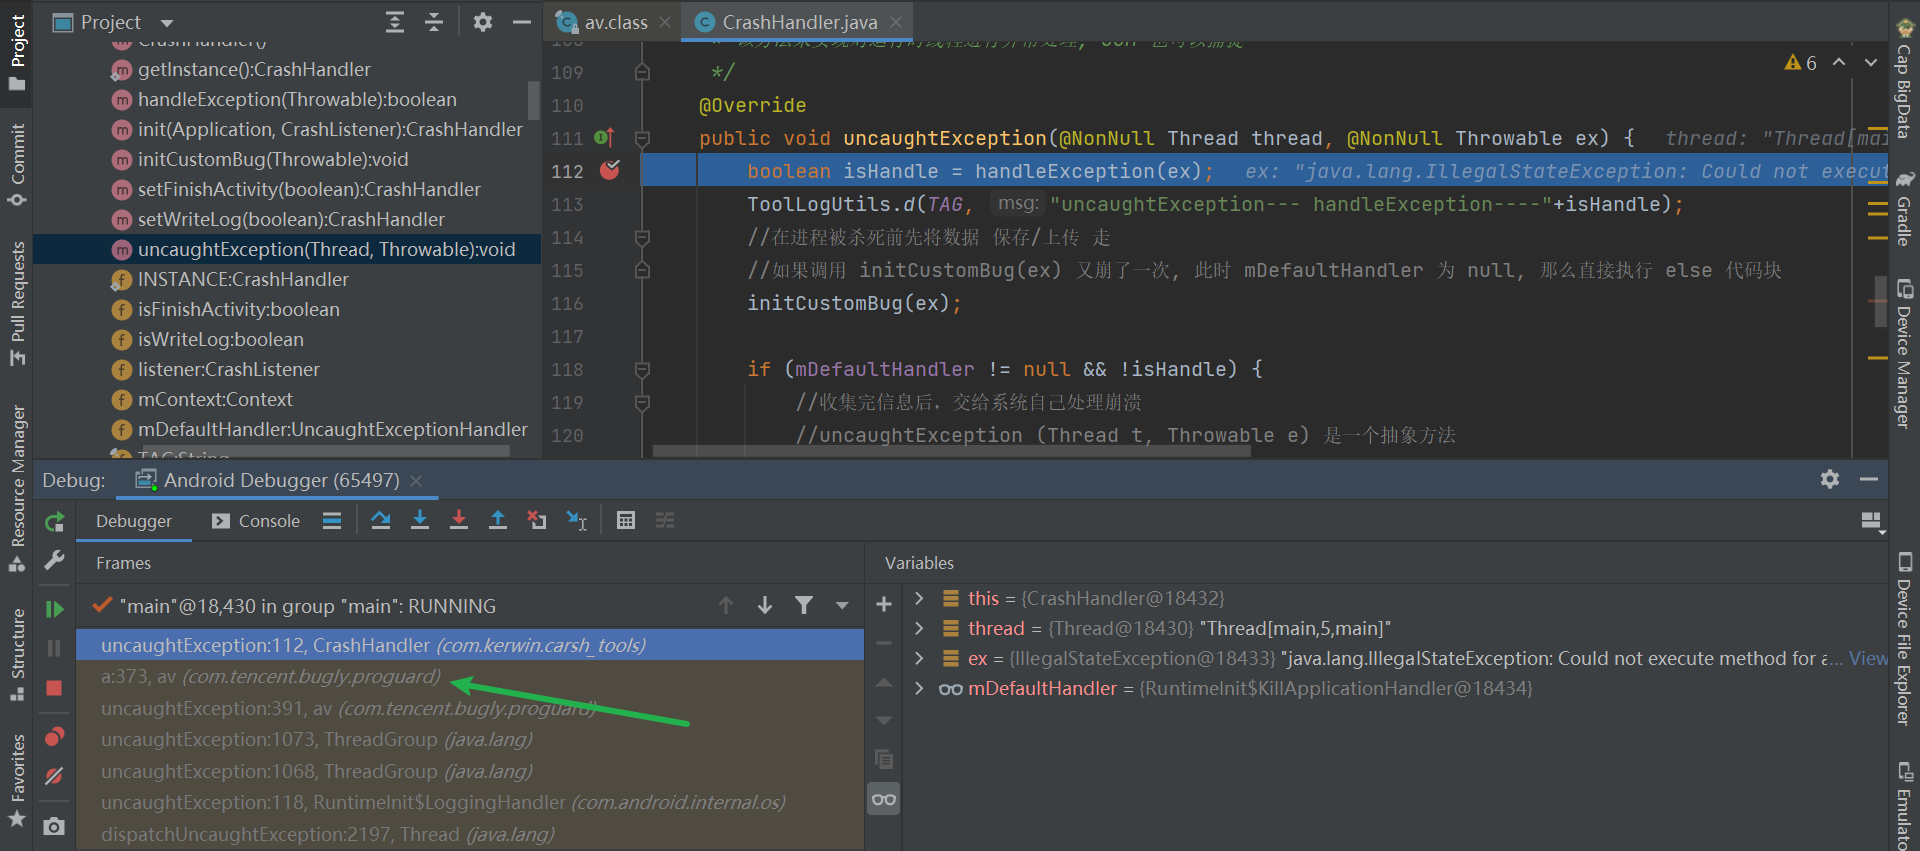 Project
Commit
Pull Requests
Resource Manager
Structure
Favorites
Project
CrashHandler()
getInstance():CrashHandler
handleException(Throwable):boolean
init(Application, CrashListener):CrashHandler
initCustomBug(Throwable):void
setFinishActivity(boolean):CrashHandler
setWriteLog(boolean):CrashHandler
uncaughtException(Thread, Throwable):void
INSTANCE:CrashHandler
isFinishActivity:boolean
isWriteLog:boolean
listener:CrashListener
mContext:Context
mDefaultHandler:UncaughtExceptionHandler
TAG:String
av.class
CrashHandler.java
6
109 */
110 @Override
111 public void uncaughtException(@NonNull Thread thread, @NonNull Throwable ex) { thread: "Thread[mai
112 boolean isHandle = handleException(ex); ex: "java.lang.IllegalStateException: Could not execut
113 ToolLogUtils.d(TAG, msg: "uncaughtException--- handleException----"+isHandle);
114 //在进程被杀死前先将数据 保存/上传 走
115 //如果调用 initCustomBug(ex) 又崩了一次, 此时 mDefaultHandler 为 null, 那么直接执行 else 代码块
116 initCustomBug(ex);
117
118 if (mDefaultHandler != null && !isHandle) {
119 //收集完信息后，交给系统自己处理崩溃
120 //uncaughtException (Thread t, Throwable e) 是一个抽象方法
Debug: Android Debugger (65497)
Debugger Console
Frames
"main"@18,430 in group "main": RUNNING
uncaughtException:112, CrashHandler (com.kerwin.carsh_tools)
a:373, av (com.tencent.bugly.proguard)
uncaughtException:391, av (com.tencent.bugly.proguard)
uncaughtException:1073, ThreadGroup (java.lang)
uncaughtException:1068, ThreadGroup (java.lang)
uncaughtException:118, RuntimeInit$LoggingHandler (com.android.internal.os)
dispatchUncaughtException:2197, Thread (java.lang)
Variables
this = {CrashHandler@18432}
thread = {Thread@18430} "Thread[main,5,main]"
ex = {IllegalStateException@18433} "java.lang.IllegalStateException: Could not execute method for a... View
mDefaultHandler = {RuntimeInit$KillApplicationHandler@18434}
Cap BigData
Gradle
Device Manager
Device File Explorer
Emulato